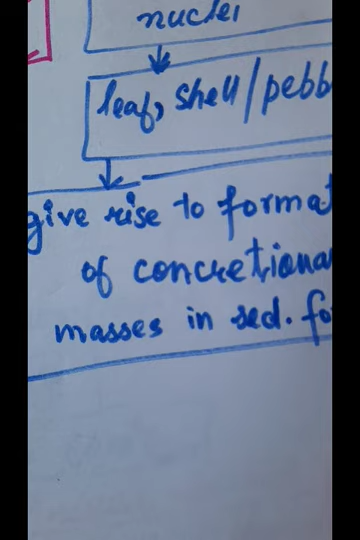 nuclei
leaf, shell/pebb
give rise to format
of concretiona
masses in sed. fo